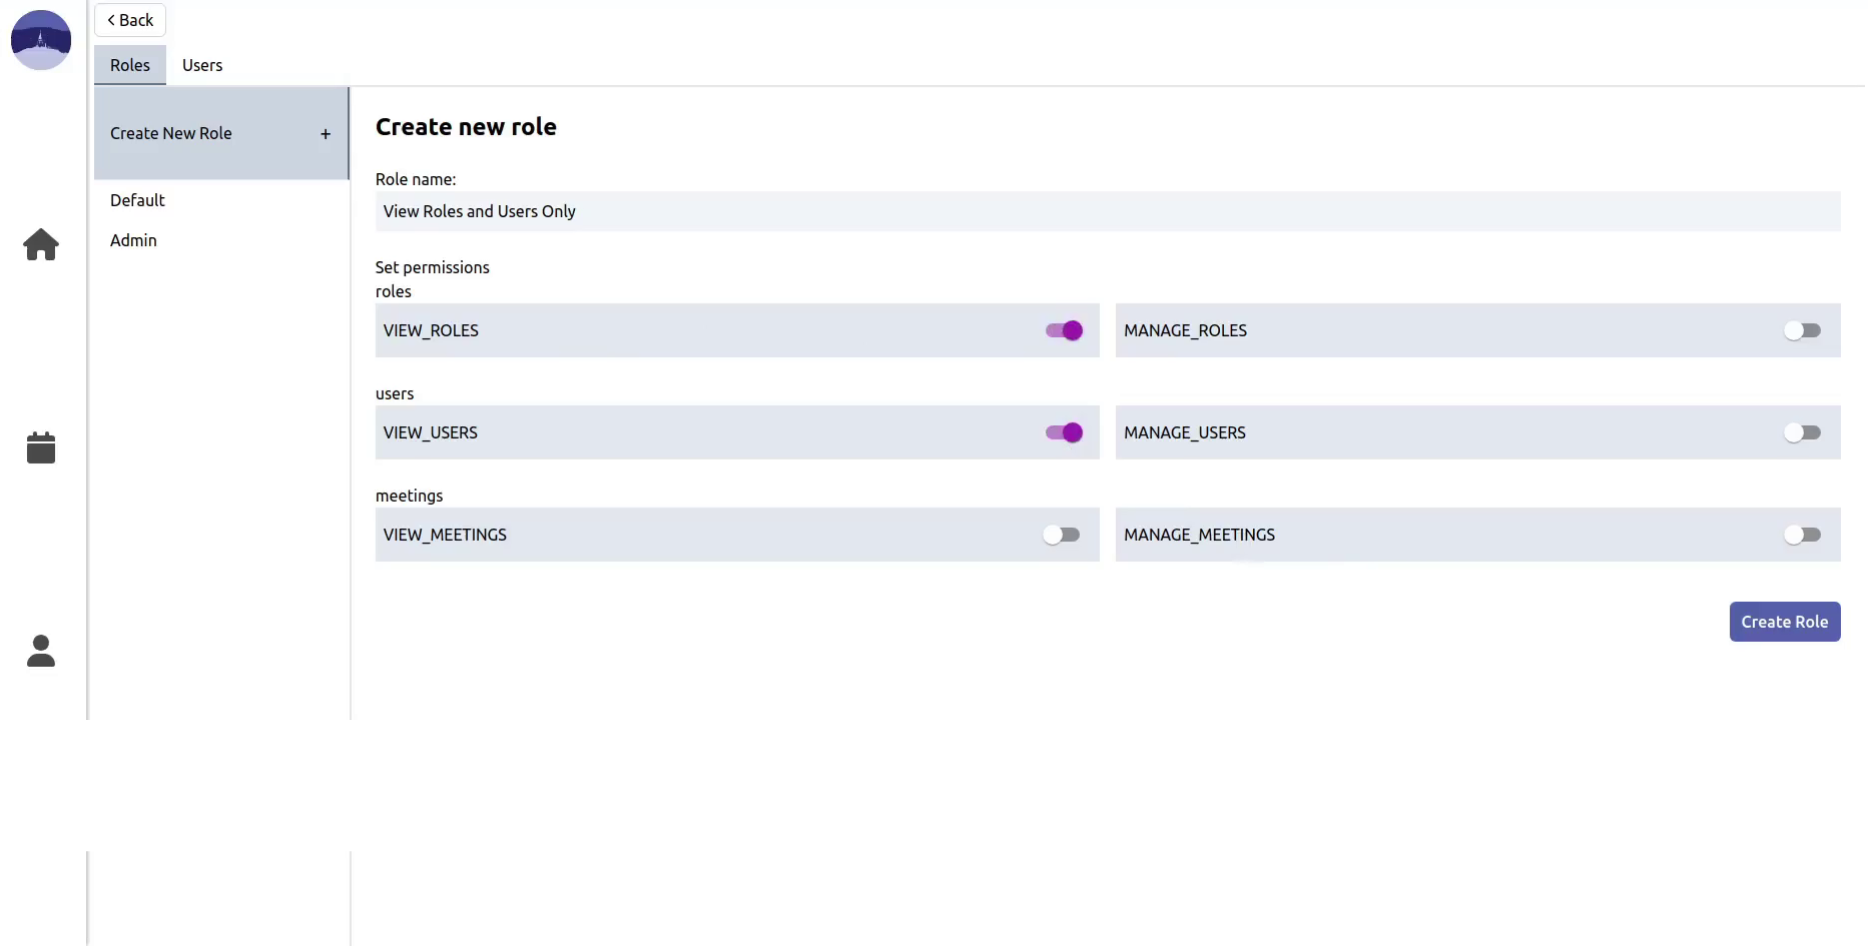 Back
Roles Users
Create New Role +
Default
Admin
Create new role
Role name:
View Roles and Users Only
Set permissions
roles
VIEW_ROLES MANAGE_ROLES
users
VIEW_USERS MANAGE_USERS
meetings
VIEW_MEETINGS MANAGE_MEETINGS
Create Role